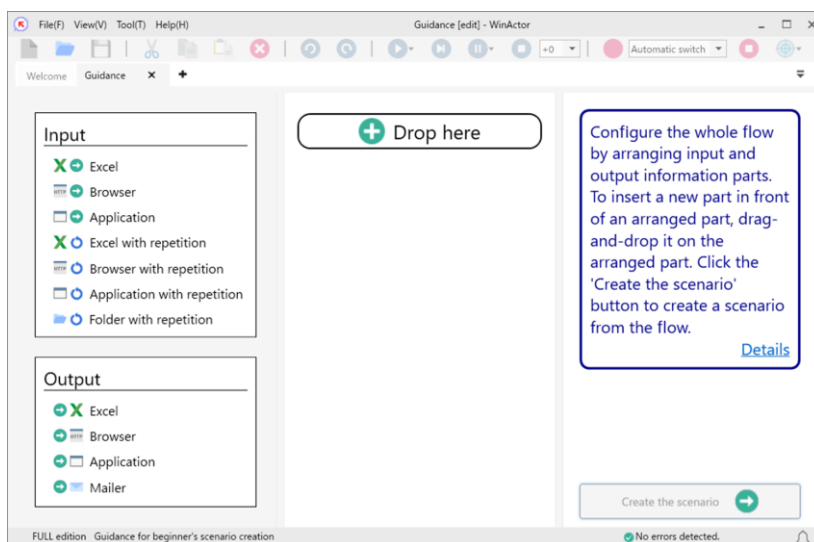 File(F) View(V) Tool(T) Help(H)
Guidance [edit] - WinActor
+0
Automatic switch
Welcome
Guidance
Input
Excel
Browser
Application
Excel with repetition
Browser with repetition
Application with repetition
Folder with repetition
Output
Excel
Browser
Application
Mailer
Drop here
Configure the whole flow
by arranging input and
output information parts.
To insert a new part in front
of an arranged part, drag-
and-drop it on the
arranged part. Click the
'Create the scenario'
button to create a scenario
from the flow.
Details
Create the scenario
FULL edition Guidance for beginner's scenario creation
No errors detected.